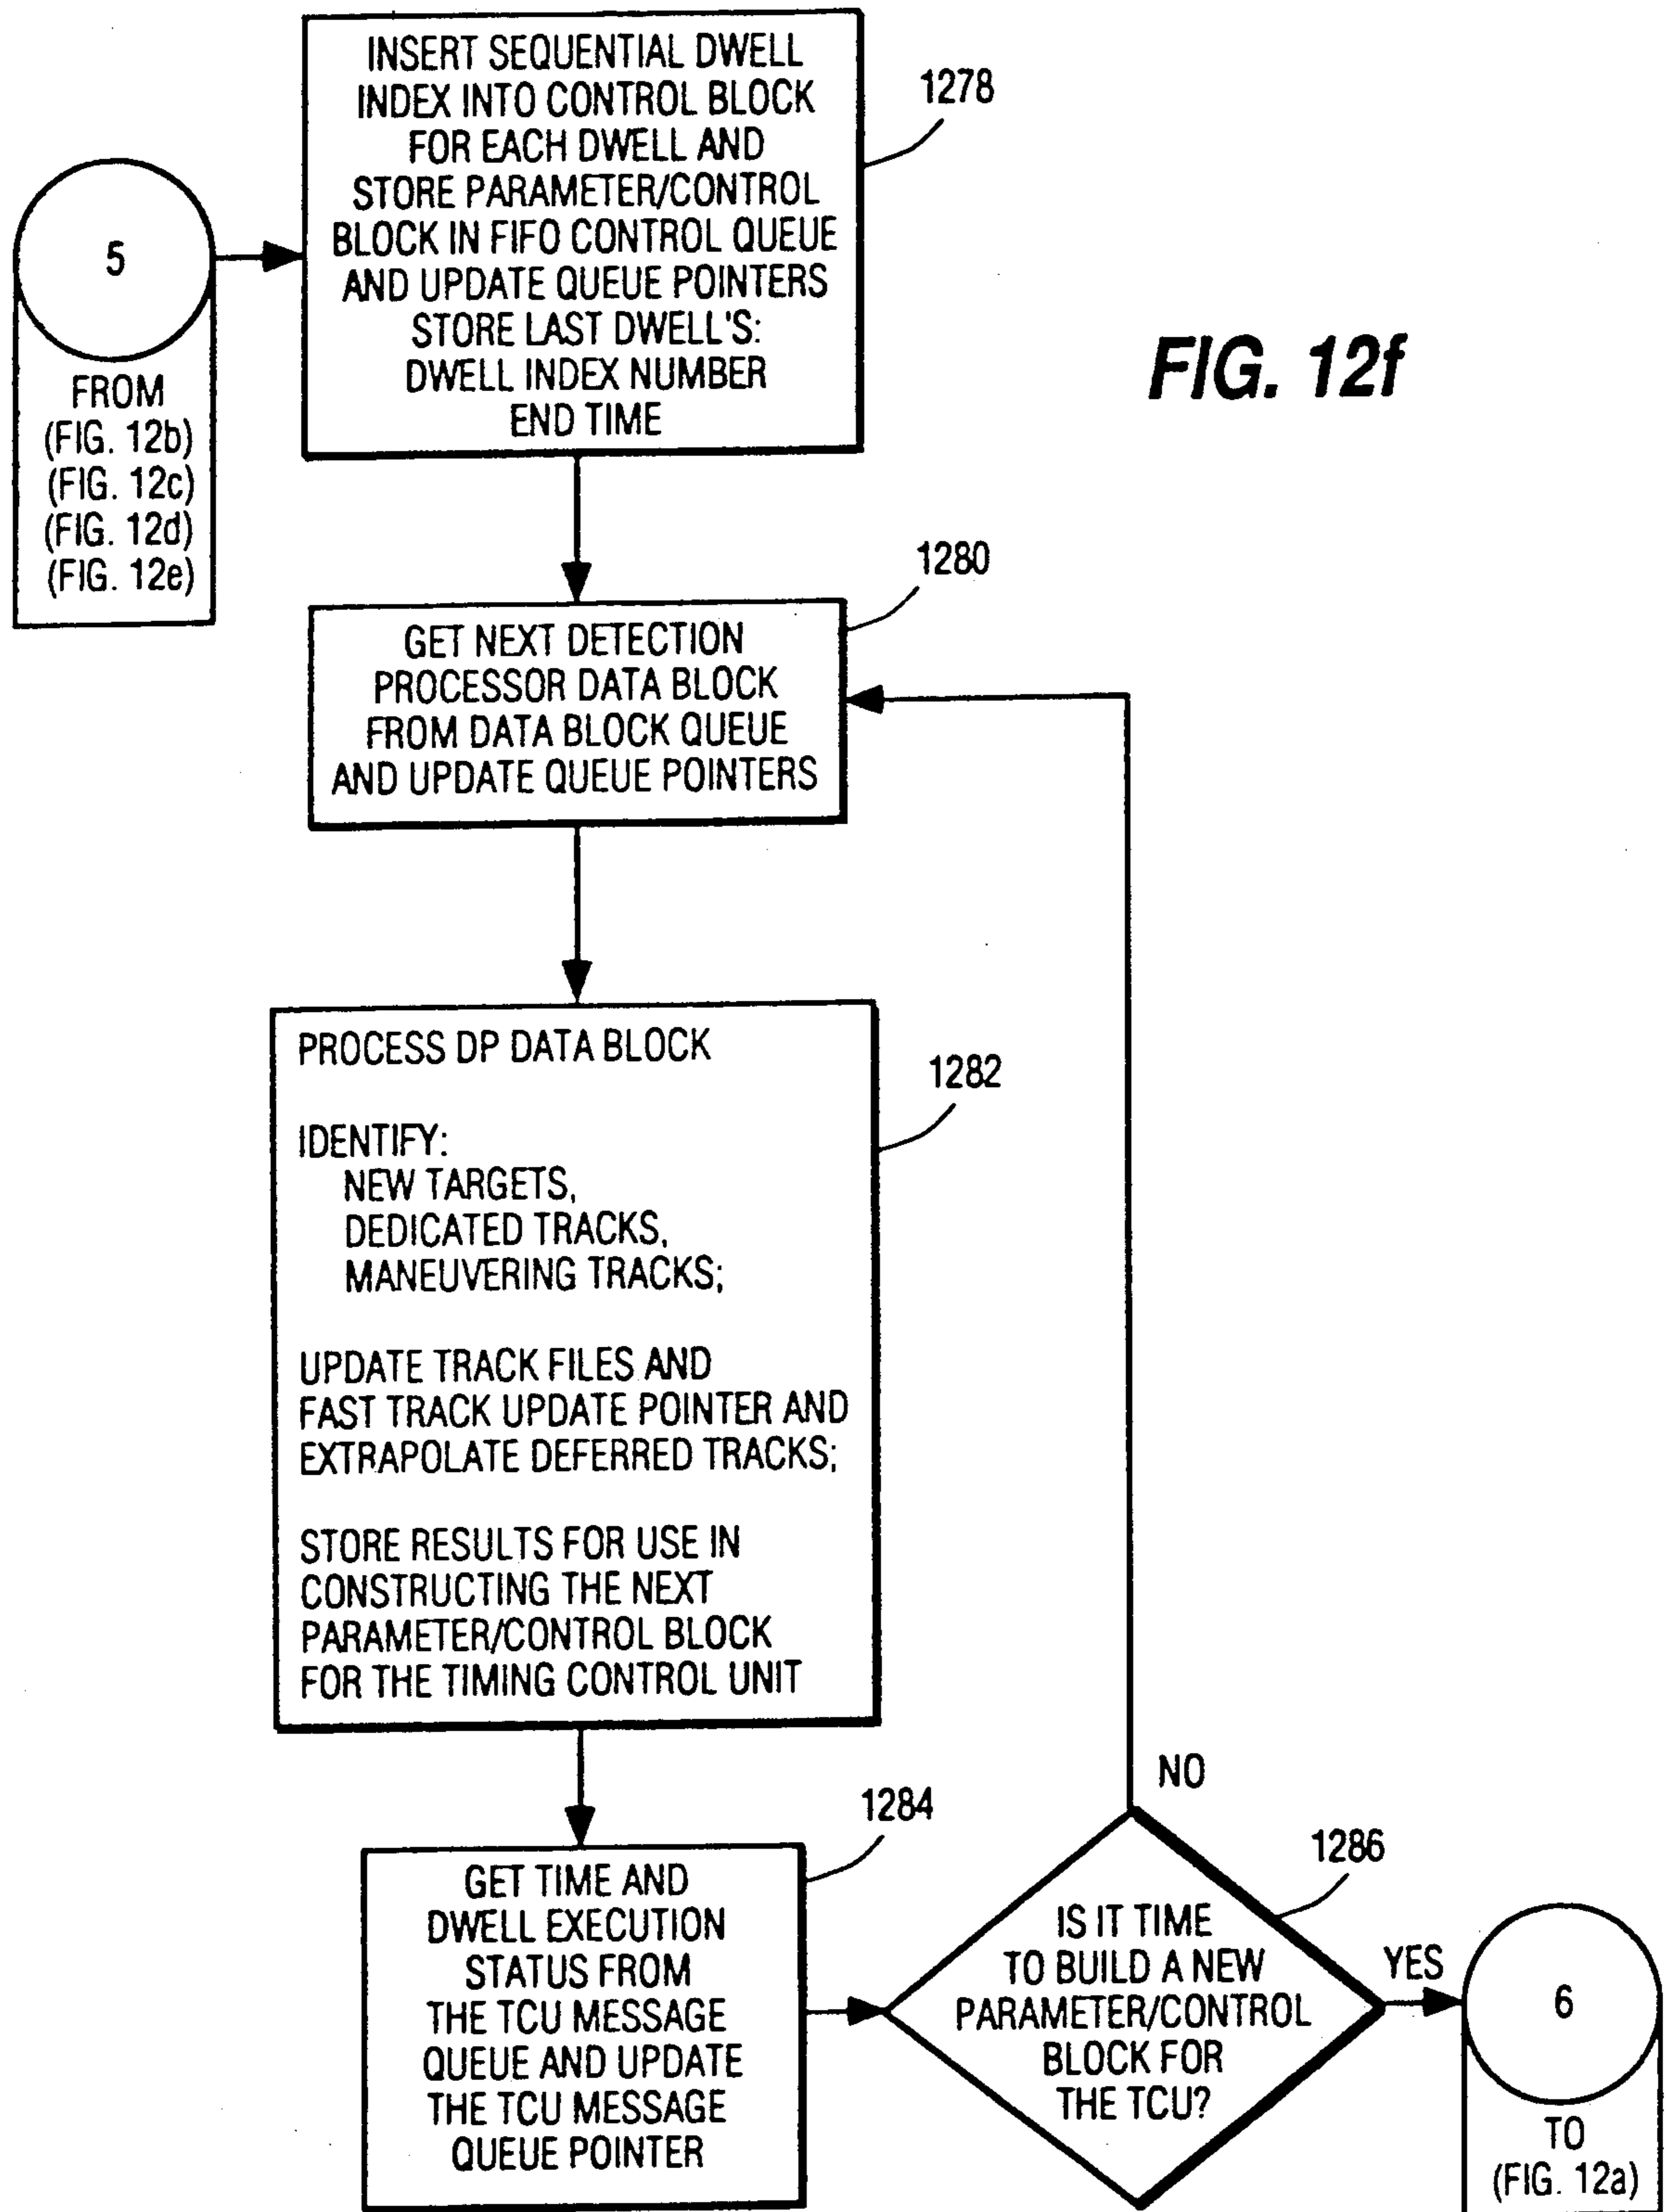 INSERT SEQUENTIAL DWELL
INDEX INTO CONTROL BLOCK
FOR EACH DWELL AND
STORE PARAMETER/CONTROL
BLOCK IN FIFO CONTROL QUEUE
AND UPDATE QUEUE POINTERS
STORE LAST DWELL'S:
DWELL INDEX NUMBER
END TIME
1278
5
FROM
(FIG. 12b)
(FIG. 12c)
(FIG. 12d)
(FIG. 12e)
FIG. 12f
1280
GET NEXT DETECTION
PROCESSOR DATA BLOCK
FROM DATA BLOCK QUEUE
AND UPDATE QUEUE POINTERS
PROCESS DP DATA BLOCK
IDENTIFY:
NEW TARGETS,
DEDICATED TRACKS,
MANEUVERING TRACKS;
UPDATE TRACK FILES AND
FAST TRACK UPDATE POINTER AND
EXTRAPOLATE DEFERRED TRACKS;
STORE RESULTS FOR USE IN
CONSTRUCTING THE NEXT
PARAMETER/CONTROL BLOCK
FOR THE TIMING CONTROL UNIT
1282
1284
GET TIME AND
DWELL EXECUTION
STATUS FROM
THE TCU MESSAGE
QUEUE AND UPDATE
THE TCU MESSAGE
QUEUE POINTER
NO
1286
IS IT TIME
TO BUILD A NEW
PARAMETER/CONTROL
BLOCK FOR
THE TCU?
YES
6
TO
(FIG. 12a)